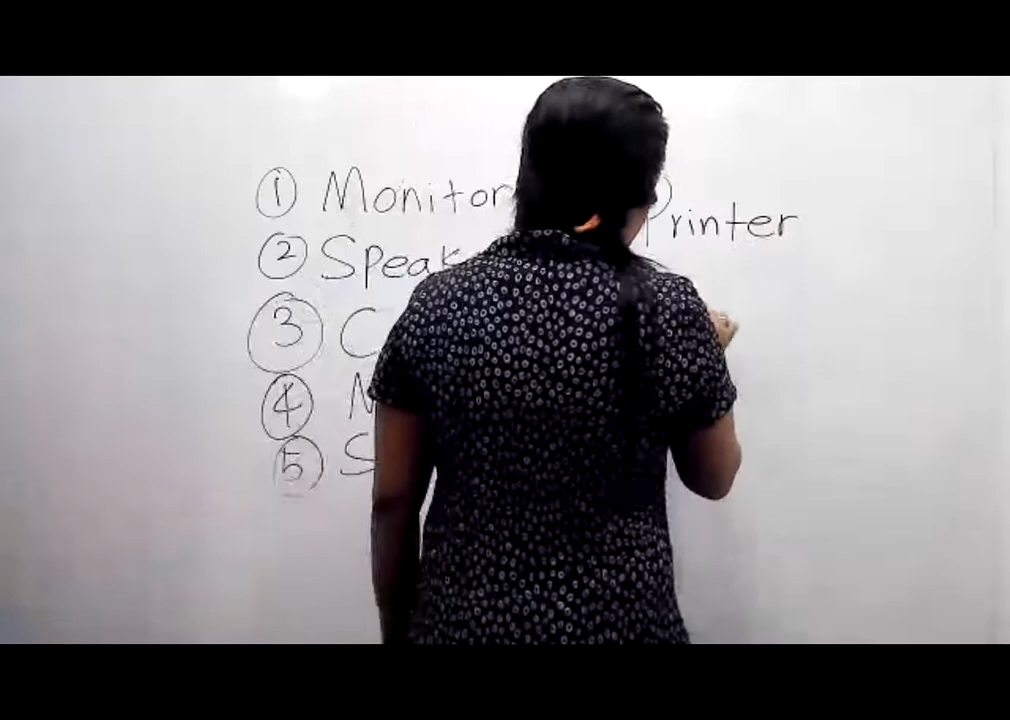 ① Monitor
② Speak
③ C
④
⑤ S
Printer